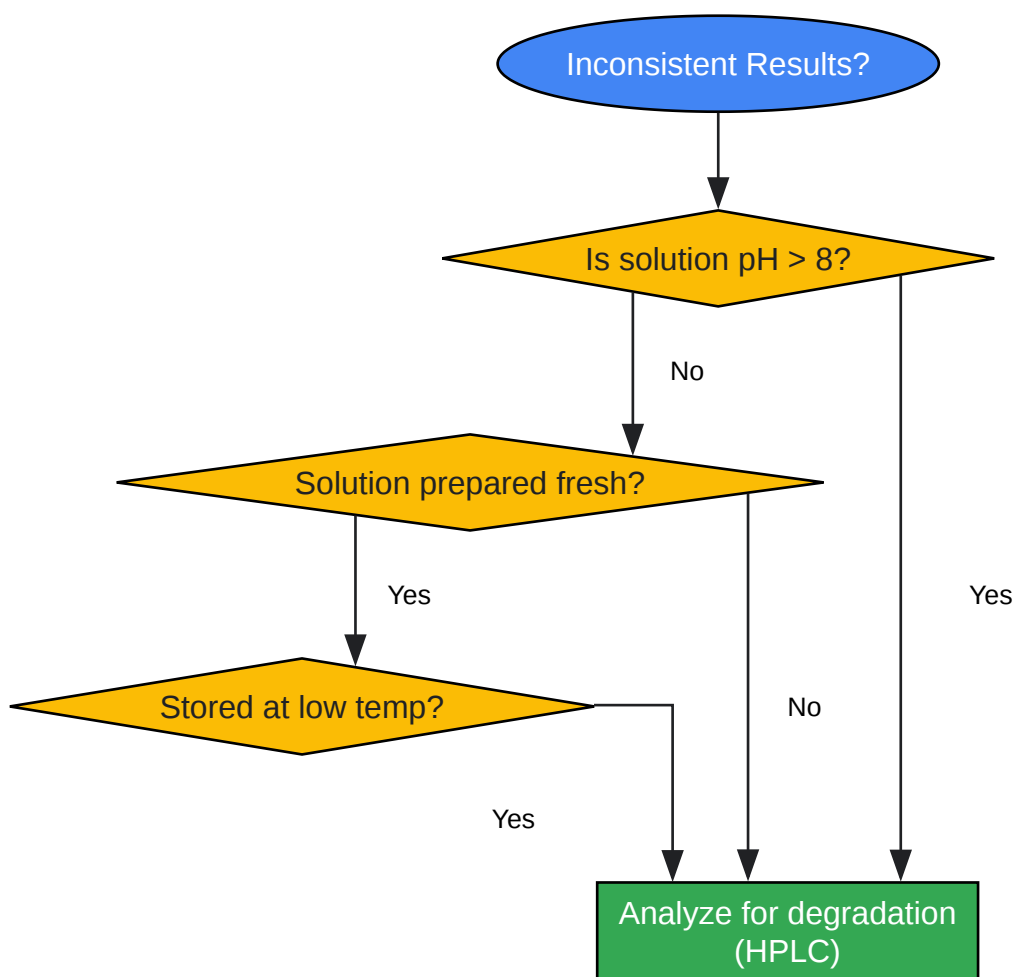 Inconsistent Results?
Is solution pH > 8?
No
Solution prepared fresh?
Yes
Yes
Stored at low temp?
No
Yes
Analyze for degradation
(HPLC)